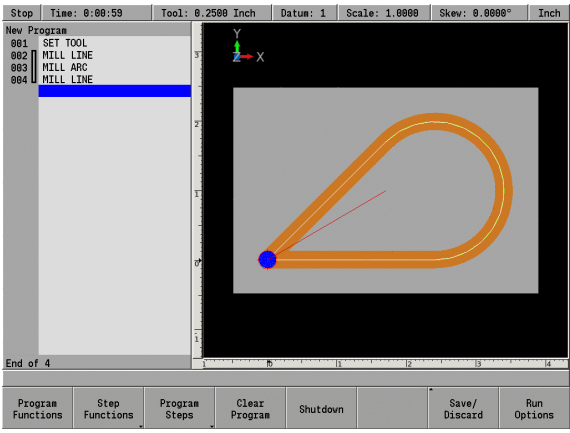 Stop Time: 0:00:59 Tool: 0.2500 Inch Datum: 1 Scale: 1.0000 Skew: 0.0000° Inch
New Program
001 SET TOOL
002 MILL LINE
003 MILL ARC
004 MILL LINE
Y
Z X
3
2
1
0
1
End of 4
1 0 1 2 3 4
Program Functions
Step Functions
Program Steps
Clear Program
Shutdown
Save/ Discard
Run Options